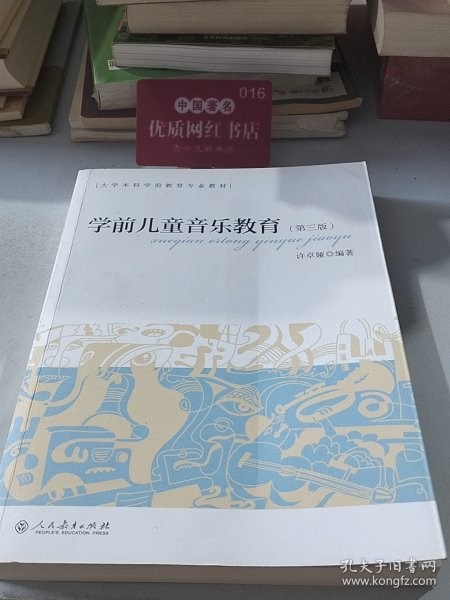 016
中国著名
优质网红书店
[大学本科学前教育专业教材]
学前儿童音乐教育（第三版）
xueqian ertong yinyue jiaoyu
许卓娅◎编著
人民教育出版社
PEOPLE'S EDUCATION PRESS
孔夫子旧书网
www.kongfz.com